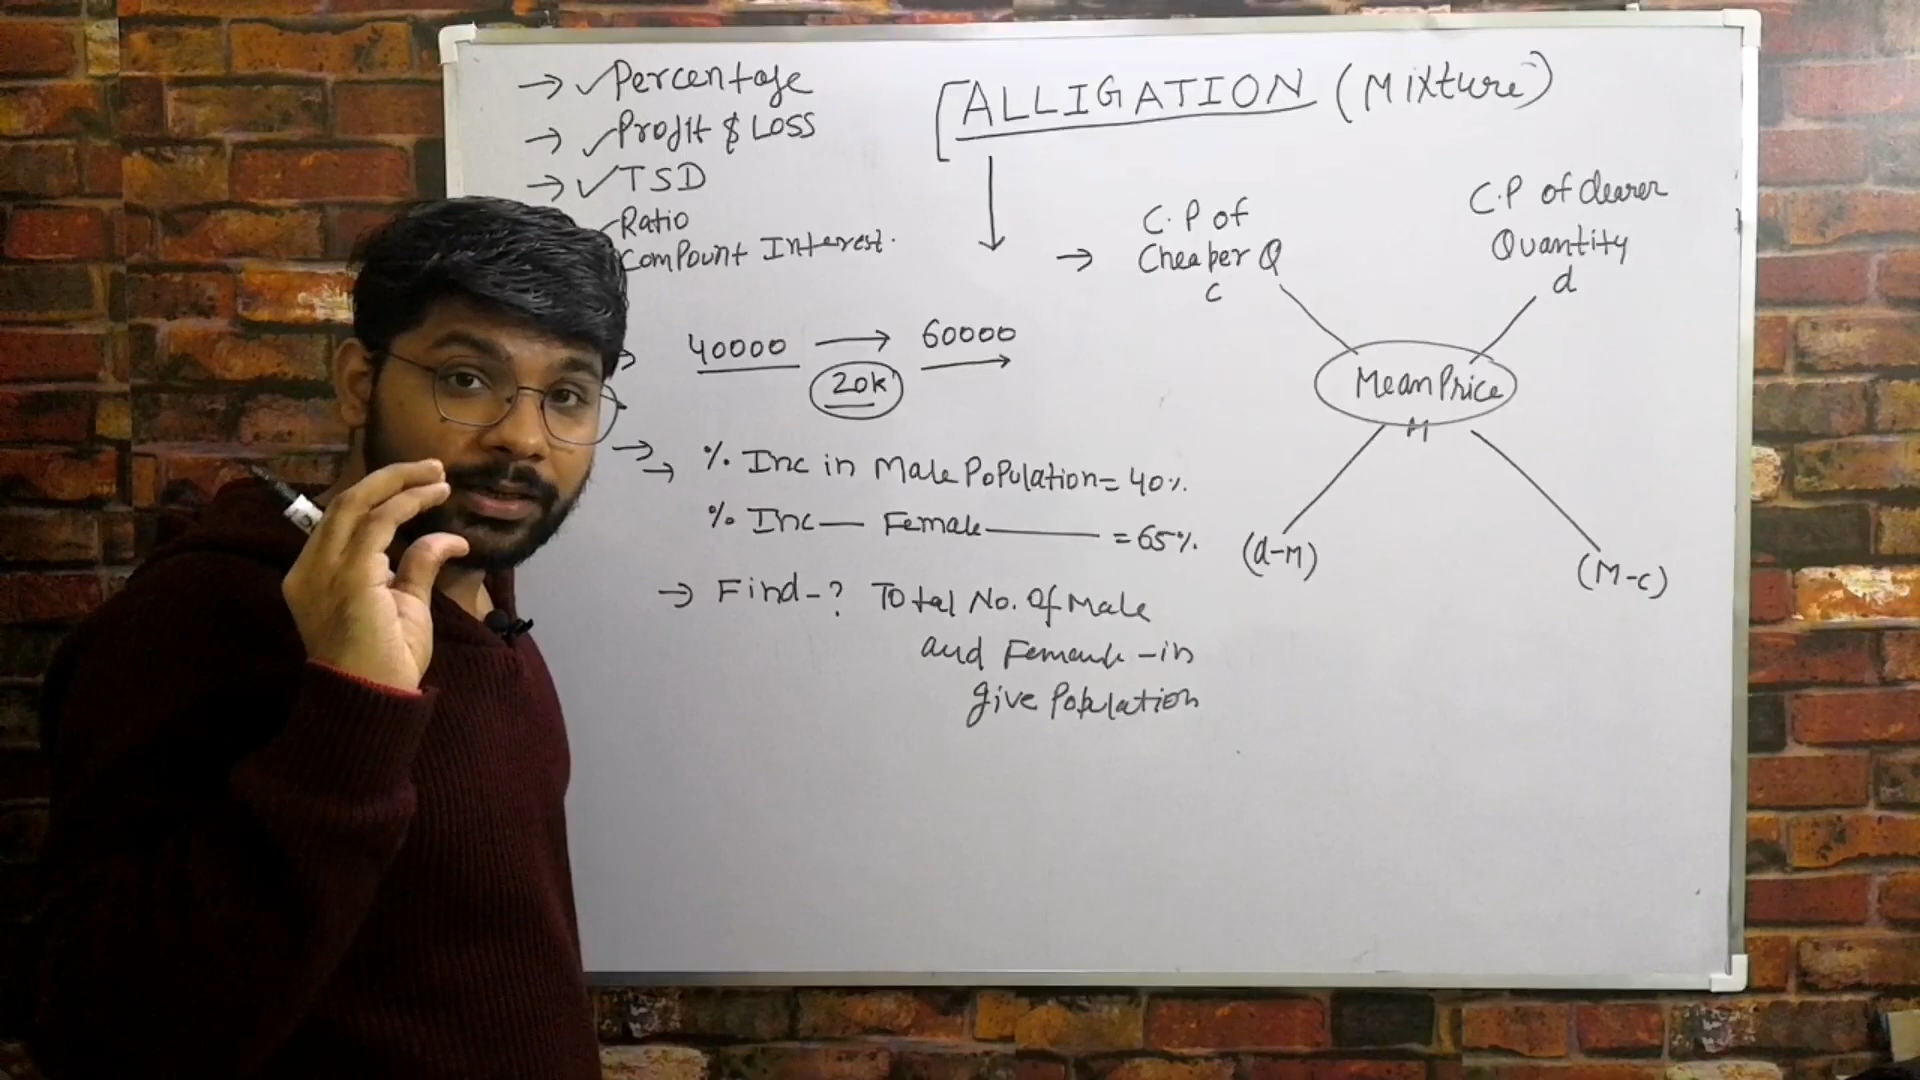 → ✓ Percentage
→ ✓ Profit & Loss
→ ✓ TSD
Ratio
Compount Interest.
[ALLIGATION (Mixture)
→ C.P of
Cheaper Q
c
C.P of dearer
Quantity
d
Mean Price
M
(d-M)
(M-c)
40000 → 60000
20k
→ % Inc in Male Population = 40%.
% Inc — Female — = 65%.
→ Find - ? Total No. Of Male
and Female - in
give Population